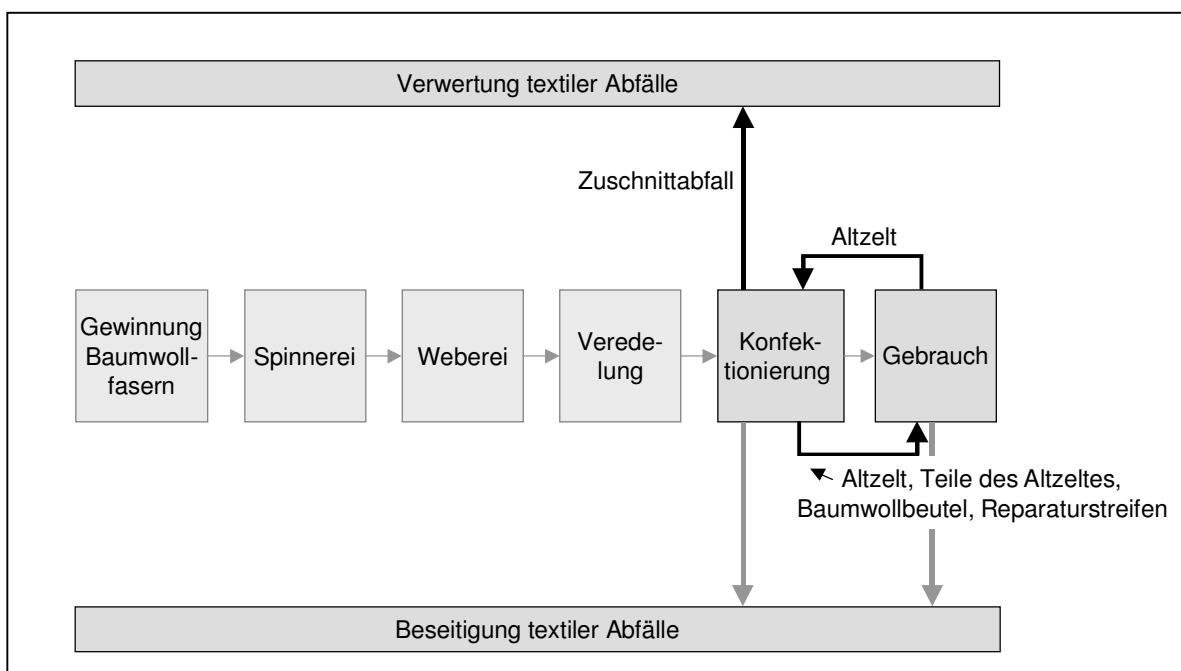 Verwertung textiler Abfälle
Zuschnittabfall
Altzelt
Gewinnung
Baumwoll-
fasern
Spinnerei
Weberei
Verede-
lung
Konfek-
tionierung
Gebrauch
Altzelt, Teile des Altzeltes,
Baumwollbeutel, Reparaturstreifen
Beseitigung textiler Abfälle